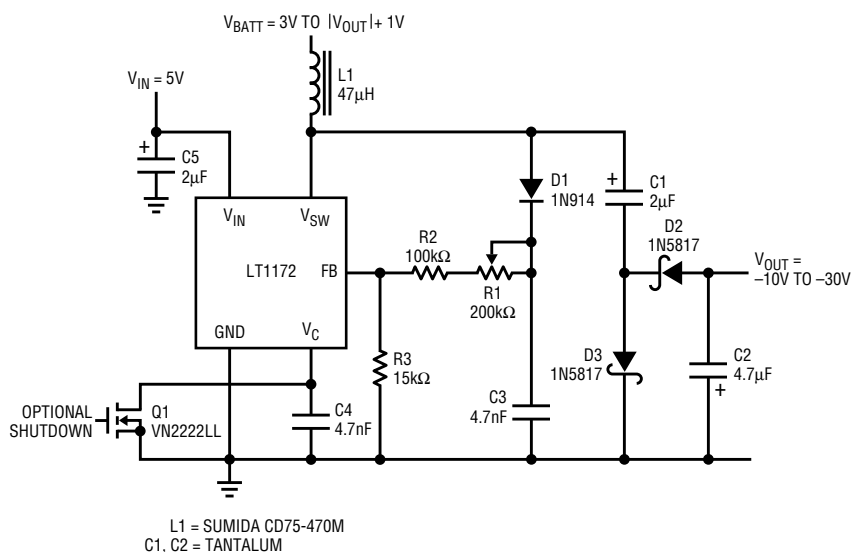 V_BATT = 3V TO |V_OUT| + 1V
V_IN = 5V
L1
47µH
+
C5
2µF
D1
1N914
+
C1
2µF
D2
1N5817
V_OUT =
–10V TO –30V
V_IN
V_SW
LT1172
FB
GND
V_C
R2
100kΩ
R1
200kΩ
R3
15kΩ
D3
1N5817
C2
4.7µF
+
C3
4.7nF
C4
4.7nF
OPTIONAL
SHUTDOWN
Q1
VN2222LL
L1 = SUMIDA CD75-470M
C1, C2 = TANTALUM